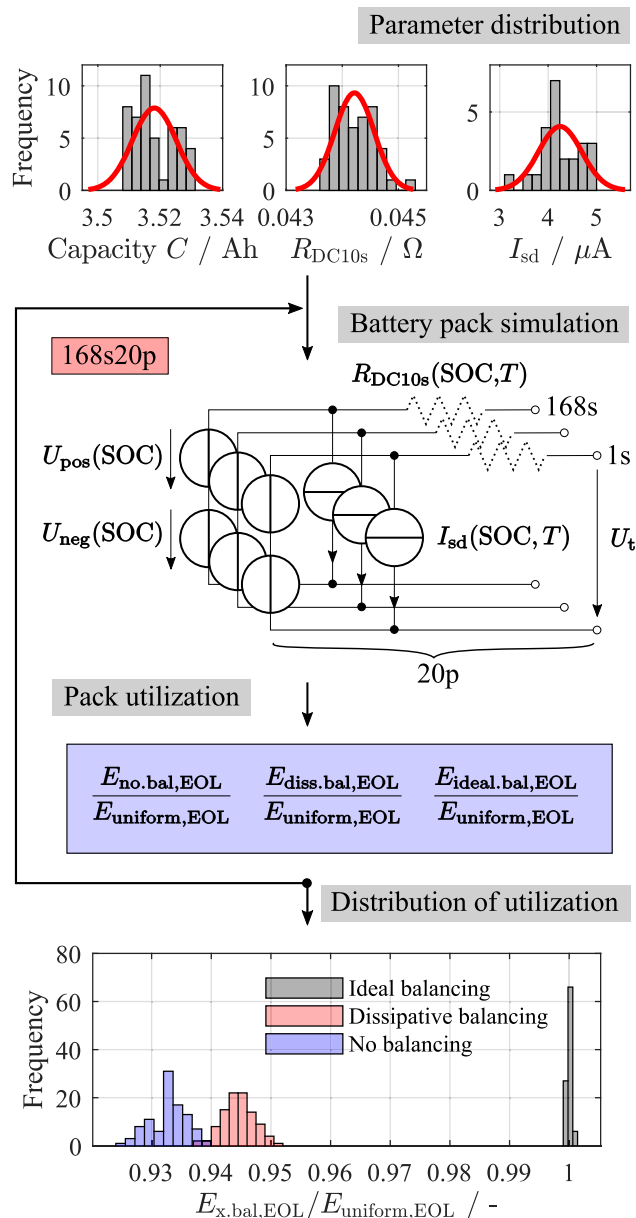 Parameter distribution
Frequency
10
5
0
3.5 3.52 3.54
Capacity C / Ah
10
5
0
0.043 0.045
R_DC10s / Ω
5
0
3 4 5
I_sd / μA
Battery pack simulation
168s20p
R_DC10s(SOC,T)
168s
1s
U_pos(SOC)
U_neg(SOC)
I_sd(SOC, T)
U_t
20p
Pack utilization
E_no.bal,EOL E_diss.bal,EOL E_ideal.bal,EOL
E_uniform,EOL E_uniform,EOL E_uniform,EOL
Distribution of utilization
Frequency
80
60
40
20
0
Ideal balancing
Dissipative balancing
No balancing
0.93 0.94 0.95 0.96 0.97 0.98 0.99 1
E_x.bal,EOL/E_uniform,EOL / -